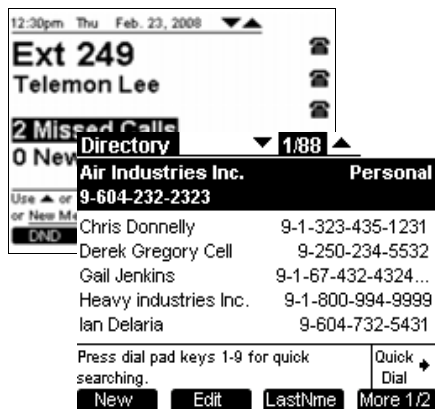 12:30pm Thu Feb. 23, 2008
Ext 249
Telemon Lee
2 Missed Calls
0 New
Use ▲ or
or New Me
DND
Directory ▼ 1/88 ▲
Air Industries Inc. Personal
9-604-232-2323
Chris Donnelly 9-1-323-435-1231
Derek Gregory Cell 9-250-234-5532
Gail Jenkins 9-1-67-432-4324...
Heavy industries Inc. 9-1-800-994-9999
Ian Delaria 9-604-732-5431
Press dial pad keys 1-9 for quick
searching.
Quick
Dial
New Edit LastNme More 1/2